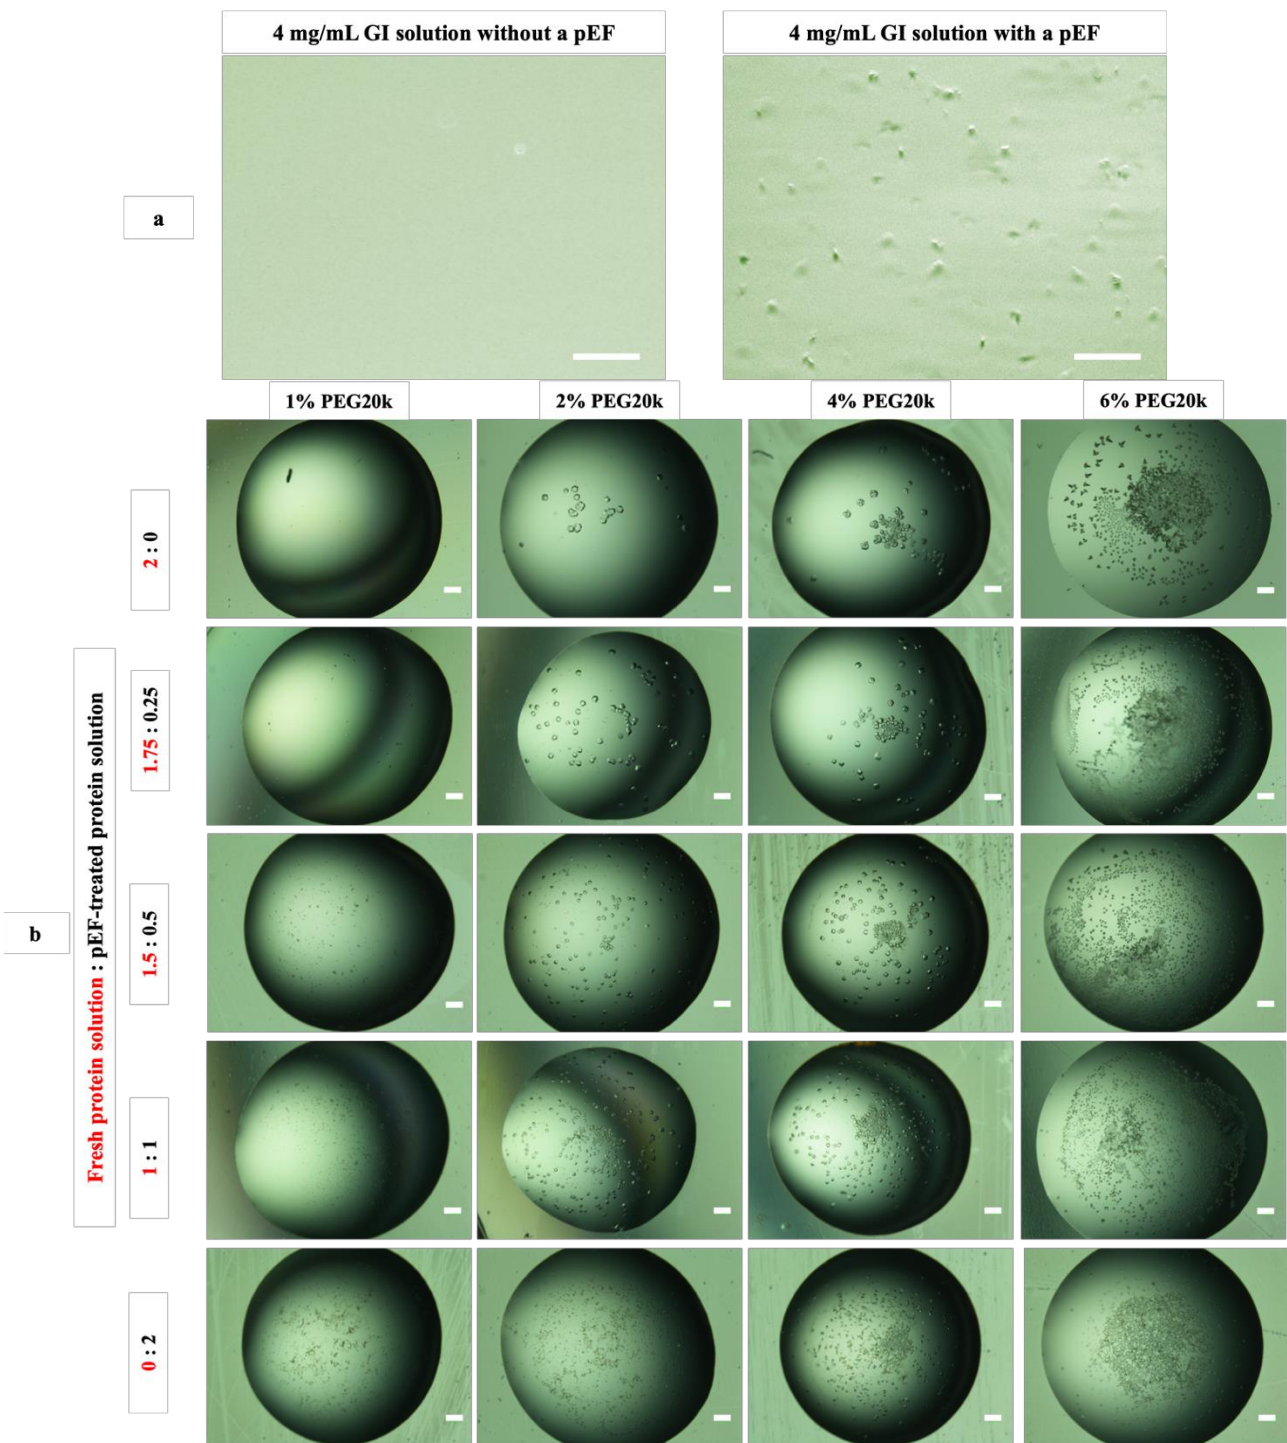 4 mg/mL GI solution without a pEF
4 mg/mL GI solution with a pEF
a
1% PEG20k
2% PEG20k
4% PEG20k
6% PEG20k
b
Fresh protein solution : pEF-treated protein solution
2 : 0
1.75 : 0.25
1.5 : 0.5
1 : 1
0 : 2